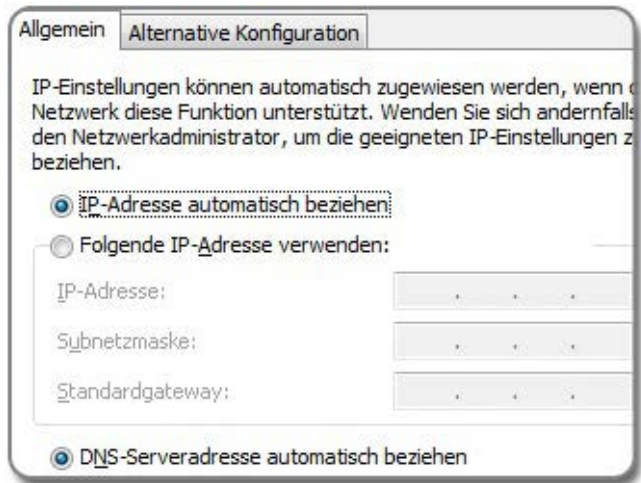 Allgemein Alternative Konfiguration
IP-Einstellungen können automatisch zugewiesen werden, wenn
Netzwerk diese Funktion unterstützt. Wenden Sie sich andernfalls
den Netzwerkadministrator, um die geeigneten IP-Einstellungen z
beziehen.
IP-Adresse automatisch beziehen
Folgende IP-Adresse verwenden:
IP-Adresse: . . .
Subnetzmaske: . . .
Standardgateway: . . .
DNS-Serveradresse automatisch beziehen